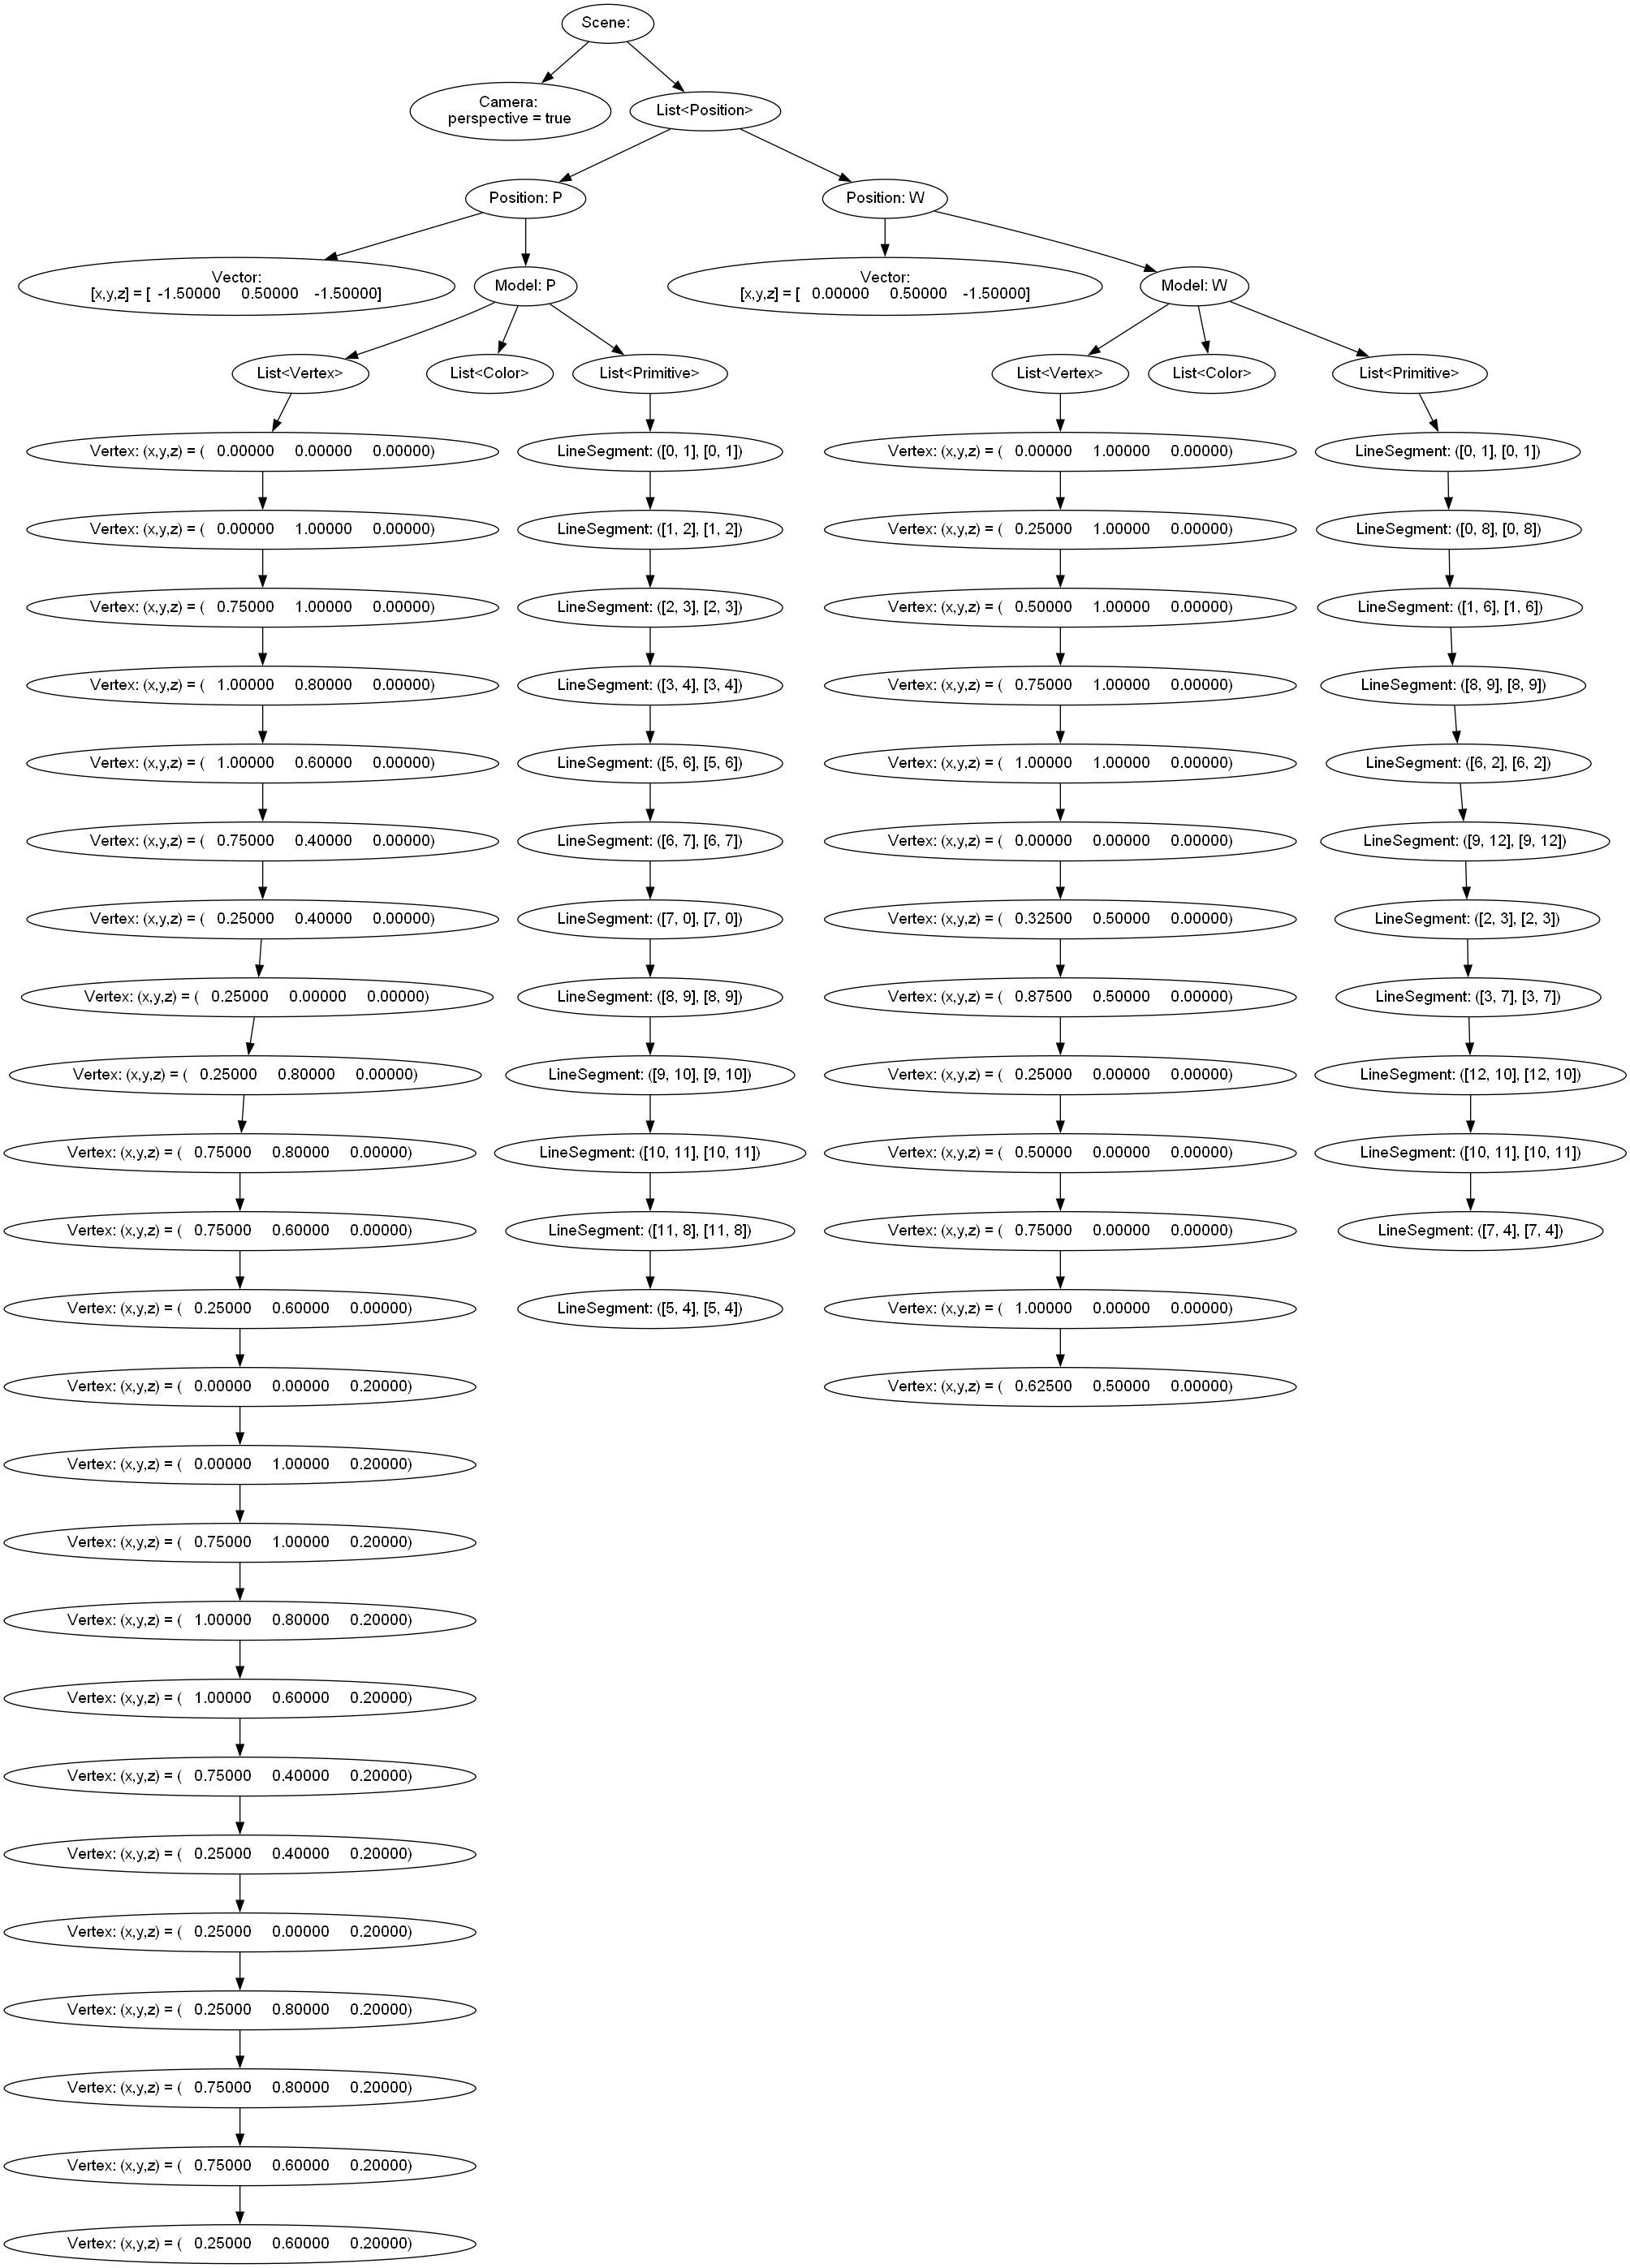 Scene:
Camera:
perspective = true
List<Position>
Position: P
Position: W
Vector:
[x,y,z] = [ -1.50000 0.50000 -1.50000]
Model: P
Vector:
[x,y,z] = [ 0.00000 0.50000 -1.50000]
Model: W
List<Vertex>
List<Color>
List<Primitive>
List<Vertex>
List<Color>
List<Primitive>
Vertex: (x,y,z) = ( 0.00000 0.00000 0.00000)
LineSegment: ([0, 1], [0, 1])
Vertex: (x,y,z) = ( 0.00000 1.00000 0.00000)
LineSegment: ([0, 1], [0, 1])
Vertex: (x,y,z) = ( 0.00000 1.00000 0.00000)
LineSegment: ([1, 2], [1, 2])
Vertex: (x,y,z) = ( 0.25000 1.00000 0.00000)
LineSegment: ([0, 8], [0, 8])
Vertex: (x,y,z) = ( 0.75000 1.00000 0.00000)
LineSegment: ([2, 3], [2, 3])
Vertex: (x,y,z) = ( 0.50000 1.00000 0.00000)
LineSegment: ([1, 6], [1, 6])
Vertex: (x,y,z) = ( 1.00000 0.80000 0.00000)
LineSegment: ([3, 4], [3, 4])
Vertex: (x,y,z) = ( 0.75000 1.00000 0.00000)
LineSegment: ([8, 9], [8, 9])
Vertex: (x,y,z) = ( 1.00000 0.60000 0.00000)
LineSegment: ([5, 6], [5, 6])
Vertex: (x,y,z) = ( 1.00000 1.00000 0.00000)
LineSegment: ([6, 2], [6, 2])
Vertex: (x,y,z) = ( 0.75000 0.40000 0.00000)
LineSegment: ([6, 7], [6, 7])
Vertex: (x,y,z) = ( 0.00000 0.00000 0.00000)
LineSegment: ([9, 12], [9, 12])
Vertex: (x,y,z) = ( 0.25000 0.40000 0.00000)
LineSegment: ([7, 0], [7, 0])
Vertex: (x,y,z) = ( 0.32500 0.50000 0.00000)
LineSegment: ([2, 3], [2, 3])
Vertex: (x,y,z) = ( 0.25000 0.00000 0.00000)
LineSegment: ([8, 9], [8, 9])
Vertex: (x,y,z) = ( 0.87500 0.50000 0.00000)
LineSegment: ([3, 7], [3, 7])
Vertex: (x,y,z) = ( 0.25000 0.80000 0.00000)
LineSegment: ([9, 10], [9, 10])
Vertex: (x,y,z) = ( 0.25000 0.00000 0.00000)
LineSegment: ([12, 10], [12, 10])
Vertex: (x,y,z) = ( 0.75000 0.80000 0.00000)
LineSegment: ([10, 11], [10, 11])
Vertex: (x,y,z) = ( 0.50000 0.00000 0.00000)
LineSegment: ([10, 11], [10, 11])
Vertex: (x,y,z) = ( 0.75000 0.60000 0.00000)
LineSegment: ([11, 8], [11, 8])
Vertex: (x,y,z) = ( 0.75000 0.00000 0.00000)
LineSegment: ([7, 4], [7, 4])
Vertex: (x,y,z) = ( 0.25000 0.60000 0.00000)
LineSegment: ([5, 4], [5, 4])
Vertex: (x,y,z) = ( 1.00000 0.00000 0.00000)
Vertex: (x,y,z) = ( 0.00000 0.00000 0.20000)
Vertex: (x,y,z) = ( 0.62500 0.50000 0.00000)
Vertex: (x,y,z) = ( 0.00000 1.00000 0.20000)
Vertex: (x,y,z) = ( 0.75000 1.00000 0.20000)
Vertex: (x,y,z) = ( 1.00000 0.80000 0.20000)
Vertex: (x,y,z) = ( 1.00000 0.60000 0.20000)
Vertex: (x,y,z) = ( 0.75000 0.40000 0.20000)
Vertex: (x,y,z) = ( 0.25000 0.40000 0.20000)
Vertex: (x,y,z) = ( 0.25000 0.00000 0.20000)
Vertex: (x,y,z) = ( 0.25000 0.80000 0.20000)
Vertex: (x,y,z) = ( 0.75000 0.80000 0.20000)
Vertex: (x,y,z) = ( 0.75000 0.60000 0.20000)
Vertex: (x,y,z) = ( 0.25000 0.60000 0.20000)